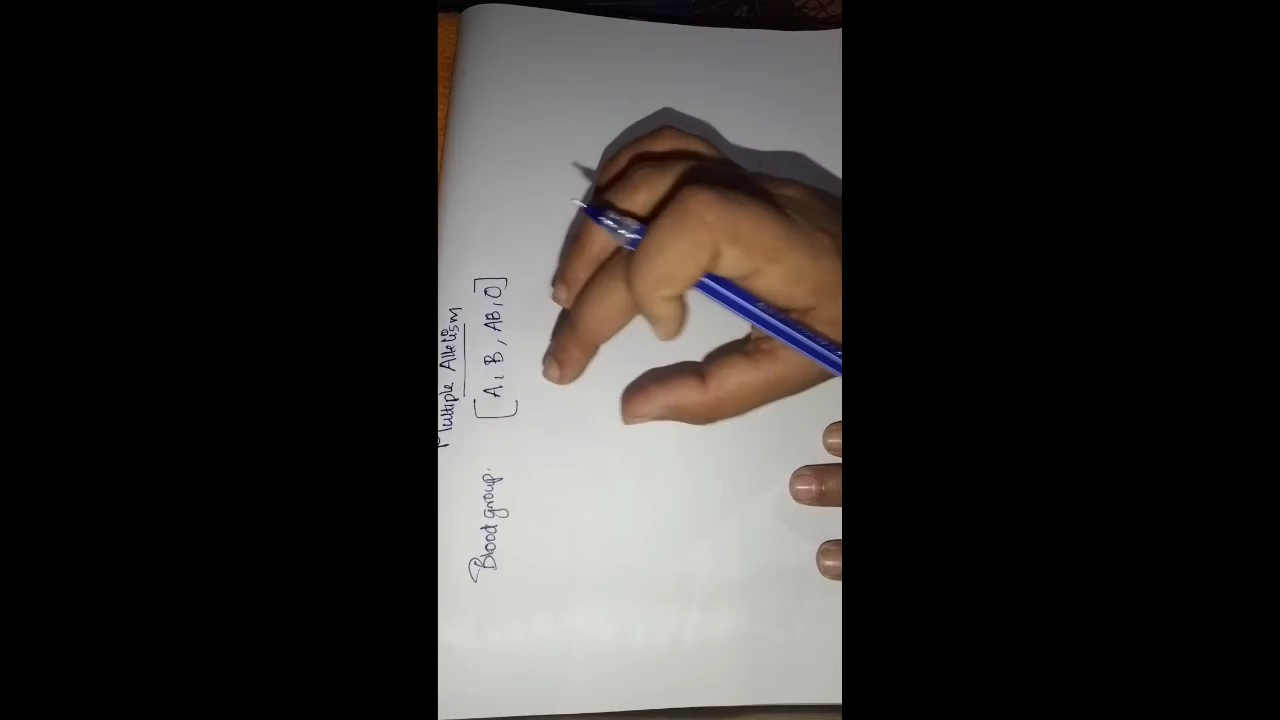 Multiple Allelism
Blood group. [A, B, AB, O]